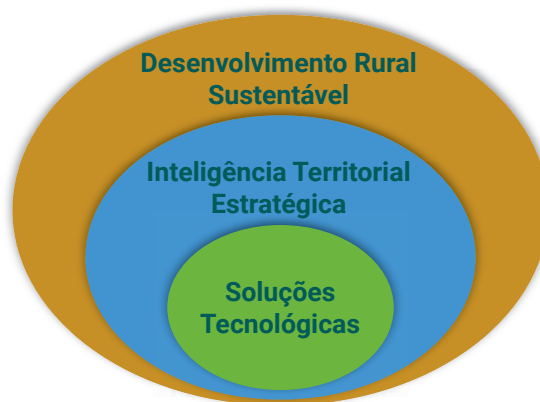 Desenvolvimento Rural
Sustentável
Inteligência Territorial
Estratégica
Soluções
Tecnológicas